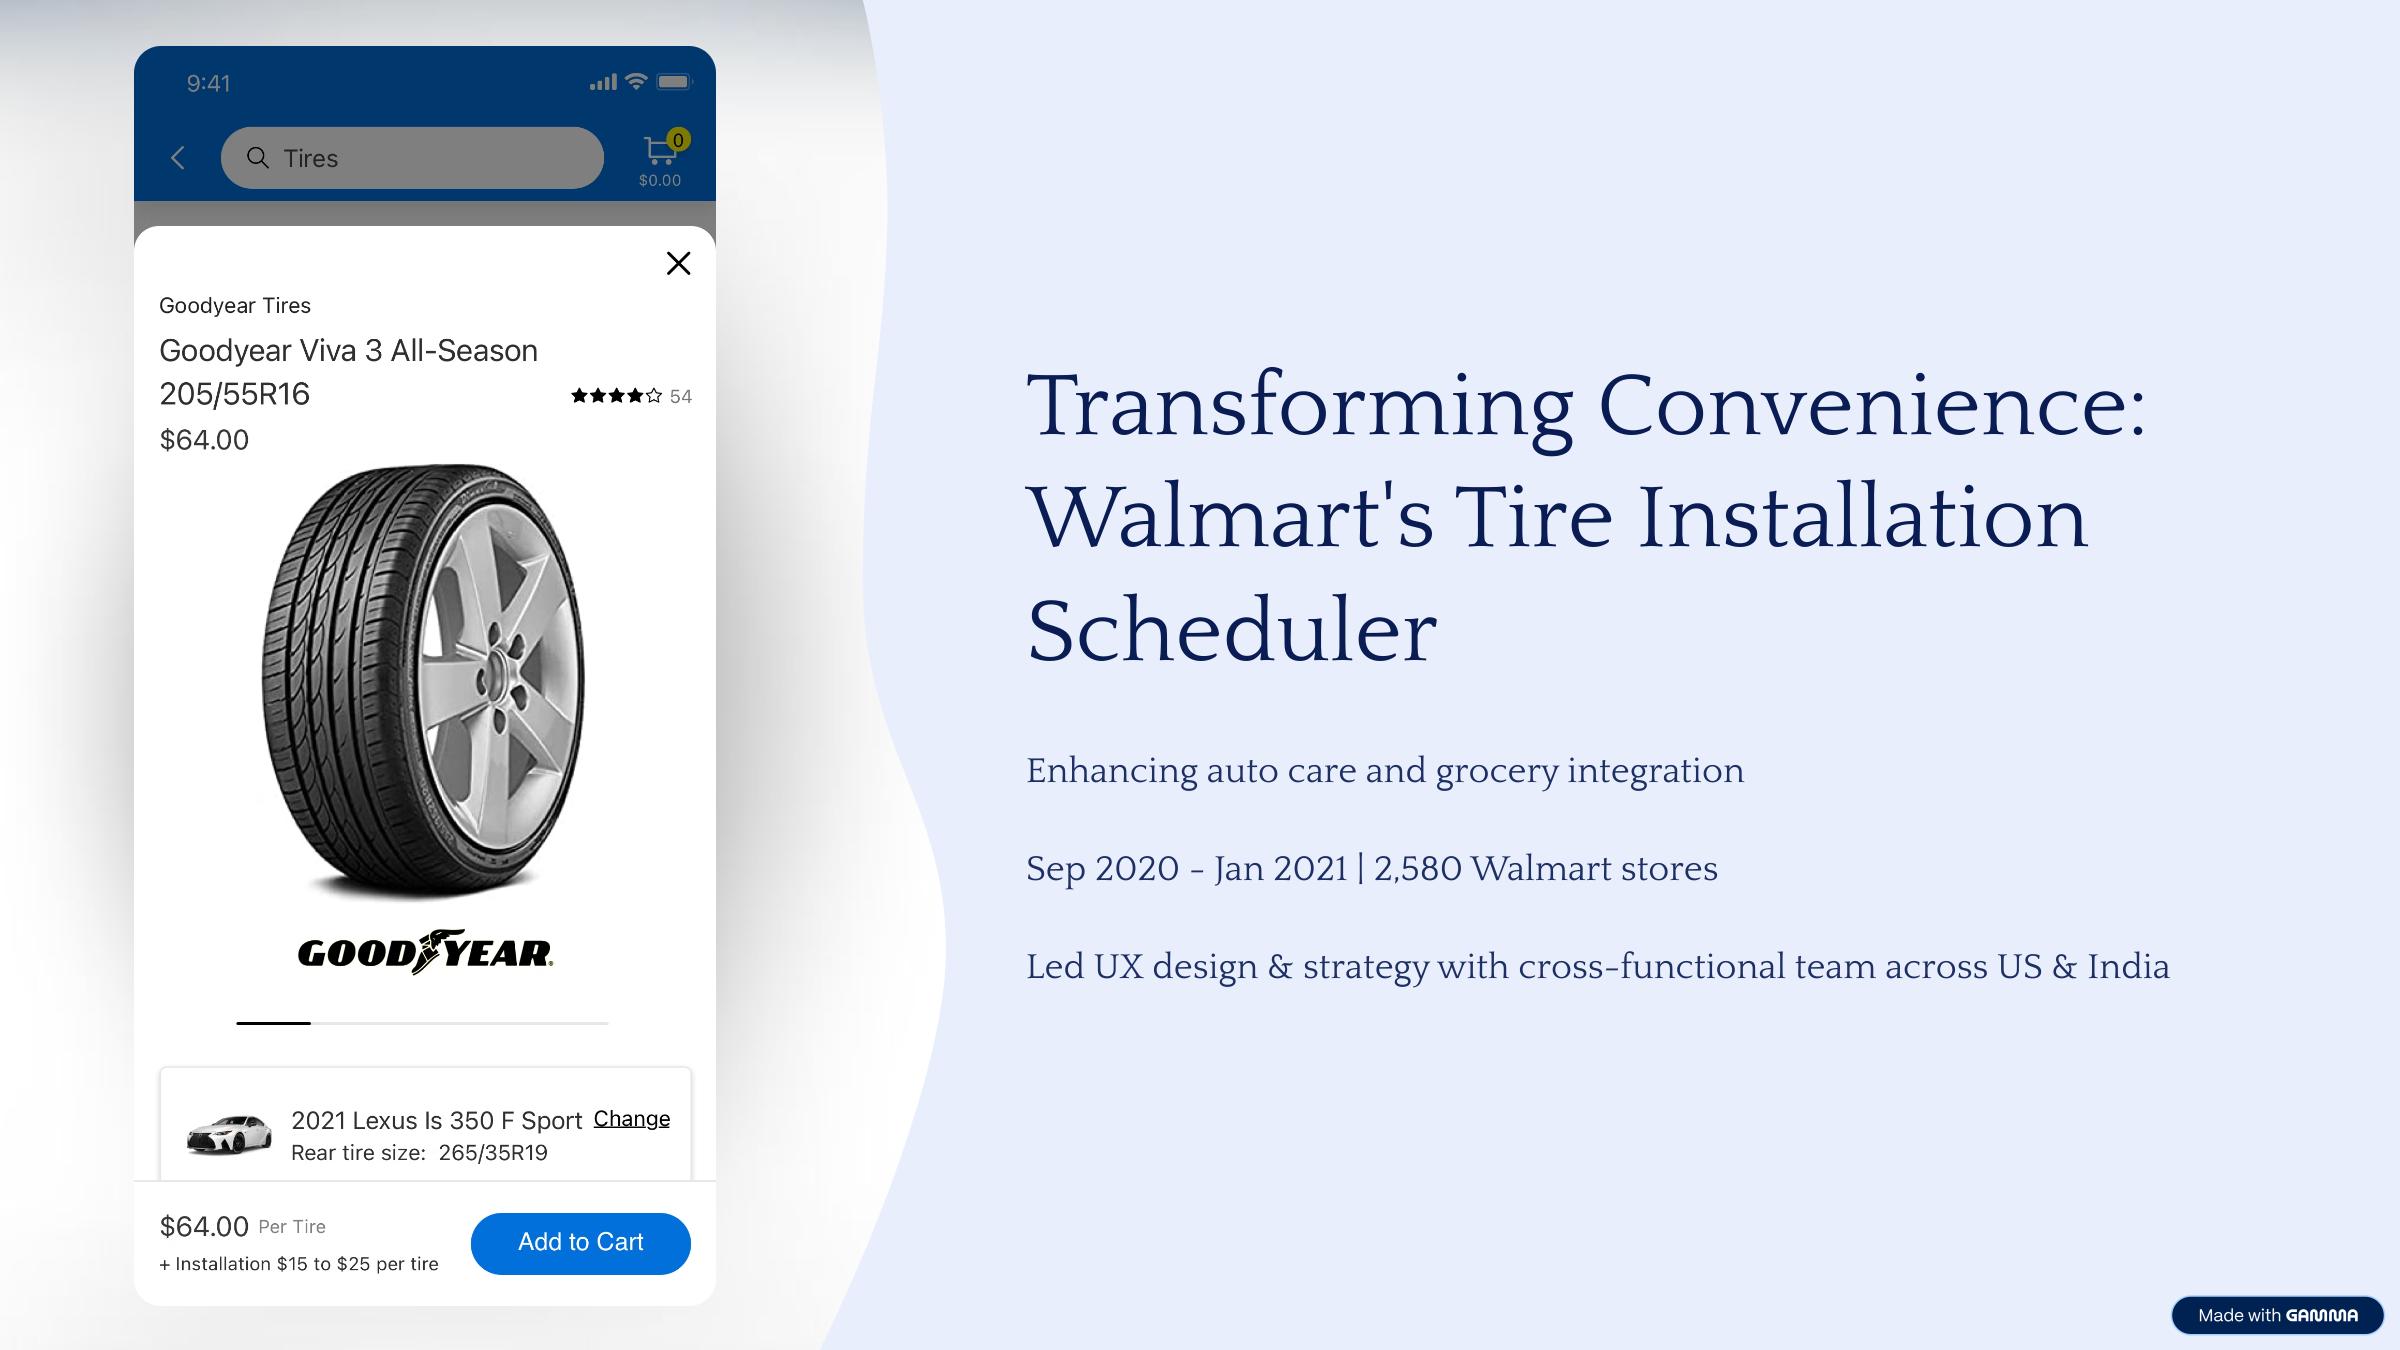 9:41
Tires
0
$0.00
Goodyear Tires
Goodyear Viva 3 All-Season
205/55R16
54
$64.00
GOODYEAR
2021 Lexus Is 350 F Sport Change
Rear tire size: 265/35R19
$64.00 Per Tire
+ Installation $15 to $25 per tire
Add to Cart
Transforming Convenience:
Walmart's Tire Installation
Scheduler
Enhancing auto care and grocery integration
Sep 2020 - Jan 2021 | 2,580 Walmart stores
Led UX design & strategy with cross-functional team across US & India
Made with GAMMA